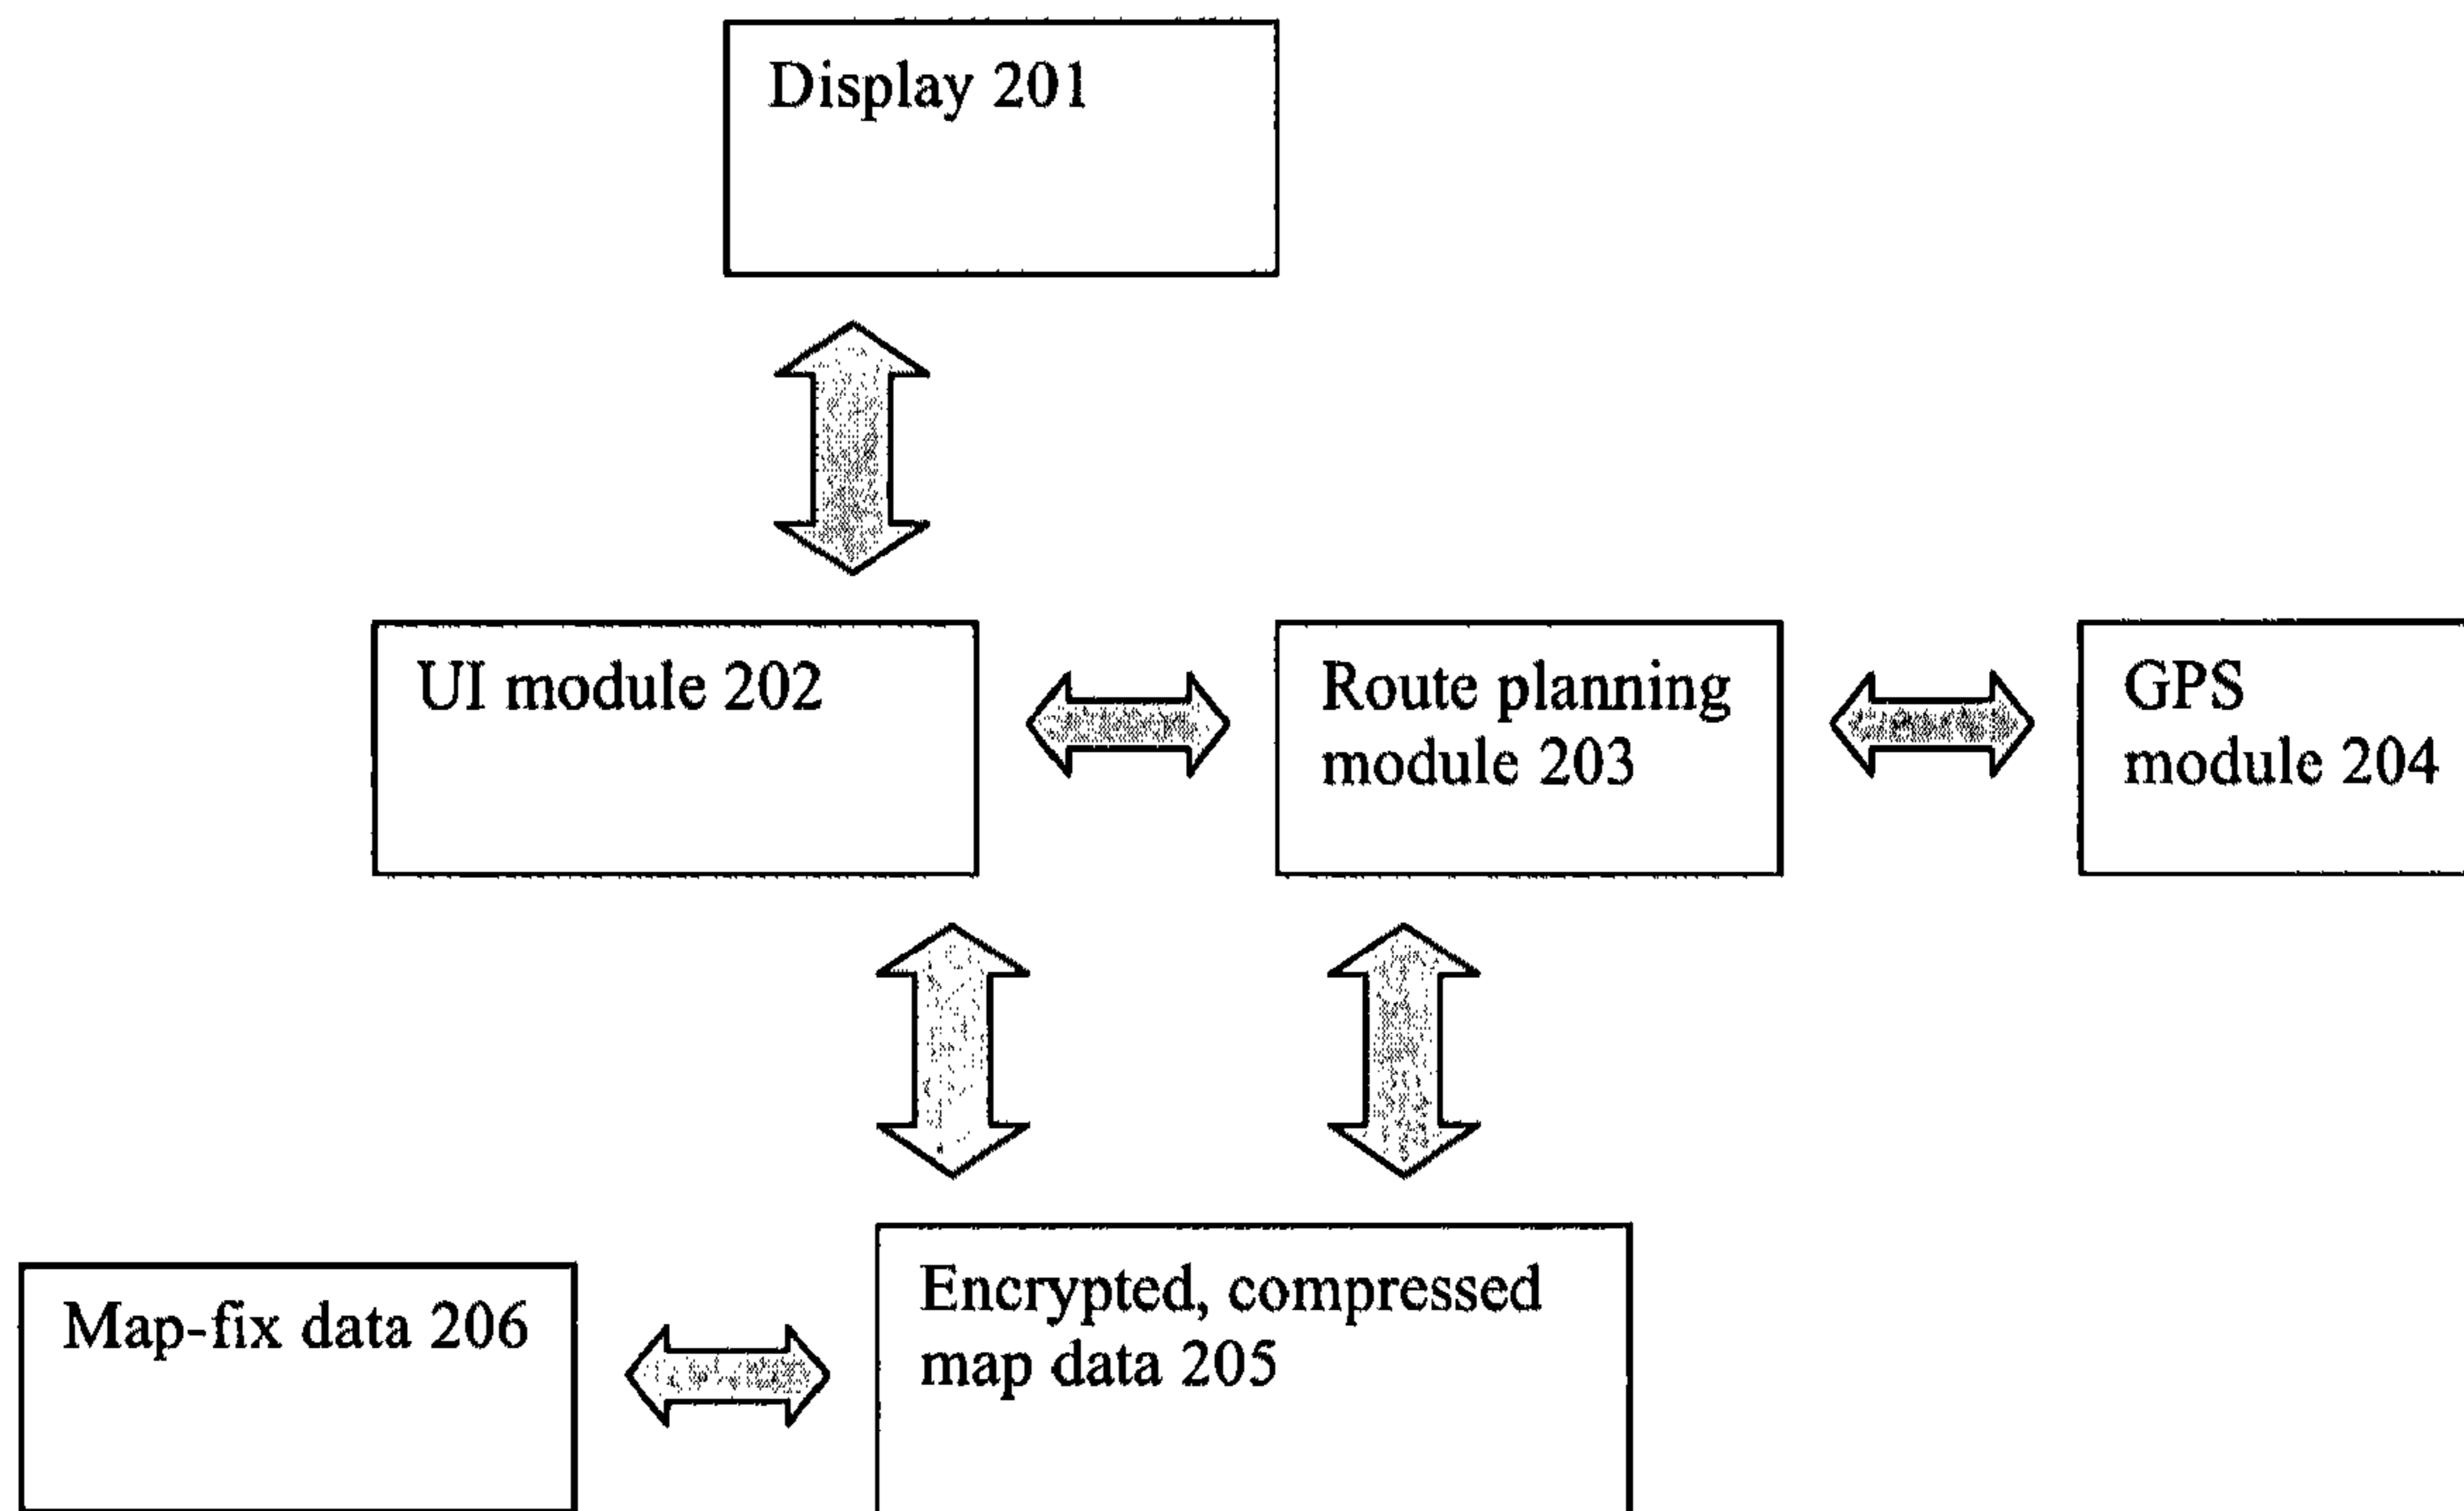 Display 201
UI module 202
Route planning
module 203
GPS
module 204
Map-fix data 206
Encrypted, compressed
map data 205